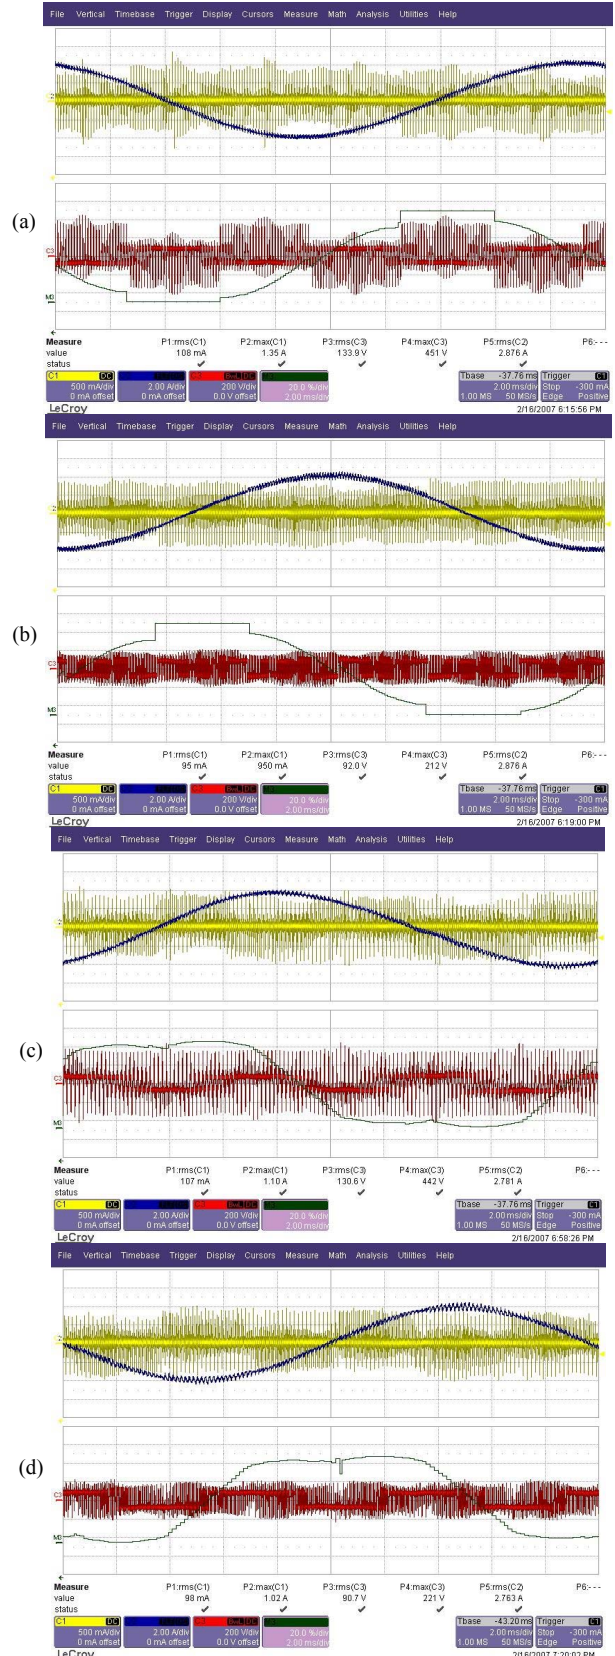 File Vertical Timebase Trigger Display Cursors Measure Math Analysis Utilities Help
(a)
C3
M3
Measure P1:rms(C1) P2:max(C1) P3:rms(C3) P4:max(C3) P5:rms(C2) P6:---
value 108 mA 1.35 A 133.9 V 451 V 2.876 A
status
C1 DC Tbase -37.76 ms Trigger C1
500 mA/div 2.00 A/div 200 V/div 20.0 %/div 2.00 ms/div Stop -300 mA
0 mA offset 0 mA offset 0.0 V offset 2.00 ms 1.00 MS 50 MS/s Edge Positive
LeCroy 2/16/2007 6:15:56 PM
File Vertical Timebase Trigger Display Cursors Measure Math Analysis Utilities Help
(b)
C3
M3
Measure P1:rms(C1) P2:max(C1) P3:rms(C3) P4:max(C3) P5:rms(C2) P6:---
value 95 mA 950 mA 92.0 V 212 V 2.876 A
status
C1 DC Tbase -37.76 ms Trigger C1
500 mA/div 2.00 A/div 200 V/div 20.0 %/div 2.00 ms/div Stop -300 mA
0 mA offset 0 mA offset 0.0 V offset 2.00 ms/div 1.00 MS 50 MS/s Edge Positive
LeCroy 2/16/2007 6:19:00 PM
File Vertical Timebase Trigger Display Cursors Measure Math Analysis Utilities Help
(c)
C3
M3
Measure P1:rms(C1) P2:max(C1) P3:rms(C3) P4:max(C3) P5:rms(C2) P6:---
value 107 mA 1.10 A 130.6 V 442 V 2.781 A
status
C1 DC Tbase -37.76 ms Trigger C1
500 mA/div 2.00 A/div 200 V/div 20.0 %/div 2.00 ms/div Stop -300 mA
0 mA offset 0 mA offset 0.0 V offset 2.00 ms/div 1.00 MS 50 MS/s Edge Positive
LeCroy 2/16/2007 6:58:26 PM
File Vertical Timebase Trigger Display Cursors Measure Math Analysis Utilities Help
(d)
C3
M3
Measure P1:rms(C1) P2:max(C1) P3:rms(C3) P4:max(C3) P5:rms(C2) P6:---
value 98 mA 1.02 A 90.7 V 221 V 2.763 A
status
C1 DC Tbase -43.20 ms Trigger C1
500 mA/div 2.00 A/div 200 V/div 20.0 %/div 2.00 ms/div Stop -300 mA
0 mA offset 0 mA offset 0.0 V offset 2.00 ms/div 1.00 MS 50 MS/s Edge Positive
LeCroy 2/16/2007 7:20:02 PM